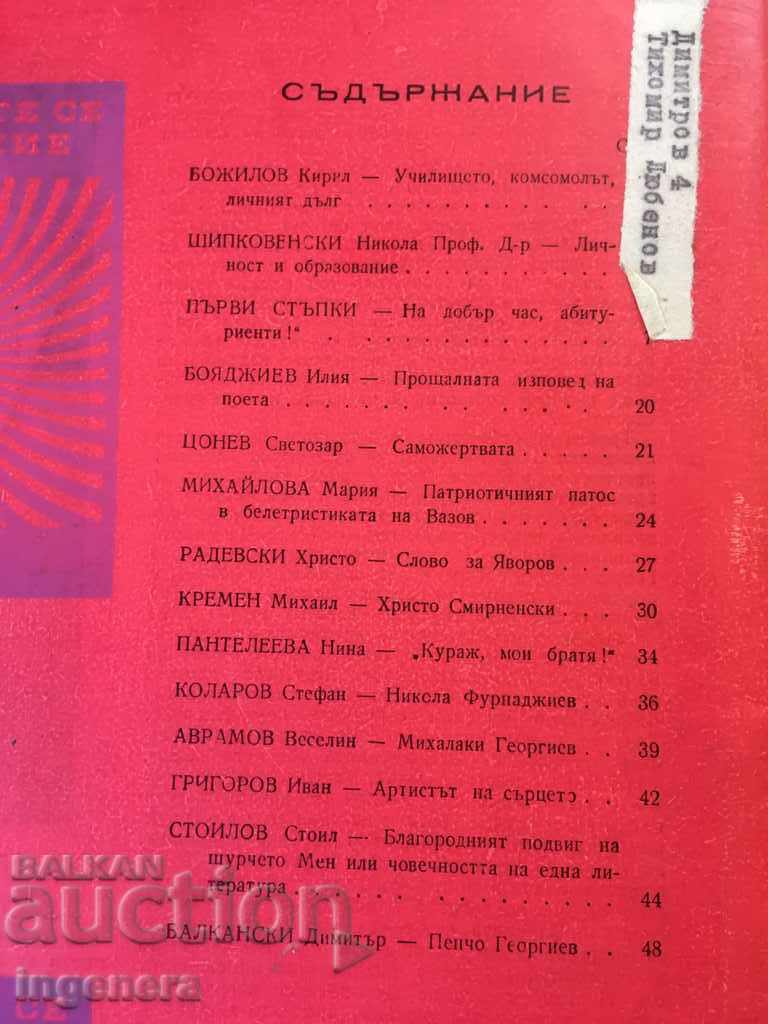 СЪДЪРЖАНИЕ
БОЖИЛОВ Кирил — Училището, комсомолът,
личният дълг . . . . . . . . . .
ШИПКОВЕНСКИ Никола Проф. Д-р — Лич-
ност и образование . . . . . . . . .
ПЪРВИ СТЪПКИ — На добър час, абиту-
риенти!“ . . . . . . . . . . .
БОЯДЖИЕВ Илия — Прощалната изповед на
поета . . . . . . . . . . . . 20
ЦОНЕВ Светозар — Саможертвата . . . . . 21
МИХАЙЛОВА Мария — Патриотичният патос
в белетристиката на Вазов . . . . . . 24
РАДЕВСКИ Христо — Слово за Яворов . . . 27
КРЕМЕН Михаил — Христо Смирненски . . . 30
ПАНТЕЛЕЕВА Нина — „Кураж, мои братя!“ 34
КОЛАРОВ Стефан — Никола Фурнаджиев . . 36
АВРАМОВ Веселин — Михалаки Георгиев . . 39
ГРИГОРОВ Иван — Артистът на сърцето . . 42
СТОИЛОВ Стоил — Благородният подвиг на
щурчето Мен или човечността на една ли-
тература . . . . . . . . . . . 44
БАЛКАНСКИ Димитър — Пенчо Георгиев . . 48
Димитров 4
Тихомир Любенов
ТЕ СЕ
НИЕ
BALKAN
auction
ingenera